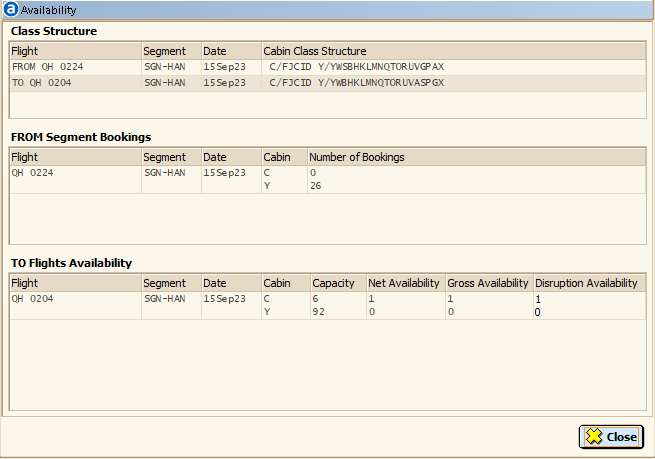 a Availability
Class Structure
Flight Segment Date Cabin Class Structure
FROM QH 0224 SGN-HAN 15Sep23 C/FJCID Y/YWSBHKLMNQTORUVGPAX
TO QH 0204 SGN-HAN 15Sep23 C/FJCID Y/YWBHKLMNQTORUVASPGX
FROM Segment Bookings
Flight Segment Date Cabin Number of Bookings
QH 0224 SGN-HAN 15Sep23 C 0
Y 26
TO Flights Availability
Flight Segment Date Cabin Capacity Net Availability Gross Availability Disruption Availability
QH 0204 SGN-HAN 15Sep23 C 6 1 1 1
Y 92 0 0 0
Close